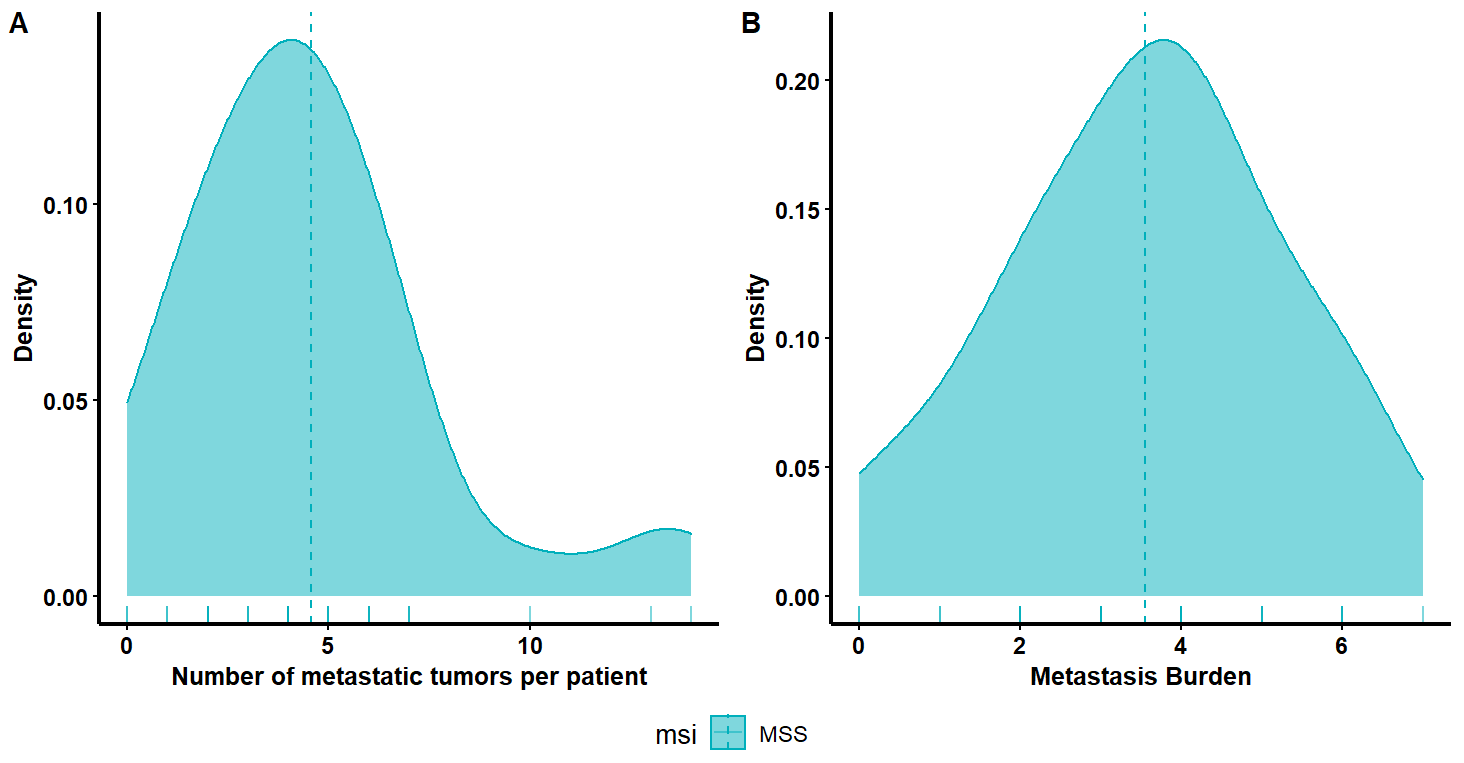 A
Density
0.10
0.05
0.00
0 5 10
Number of metastatic tumors per patient
B
Density
0.20
0.15
0.10
0.05
0.00
0 2 4 6
Metastasis Burden
msi MSS